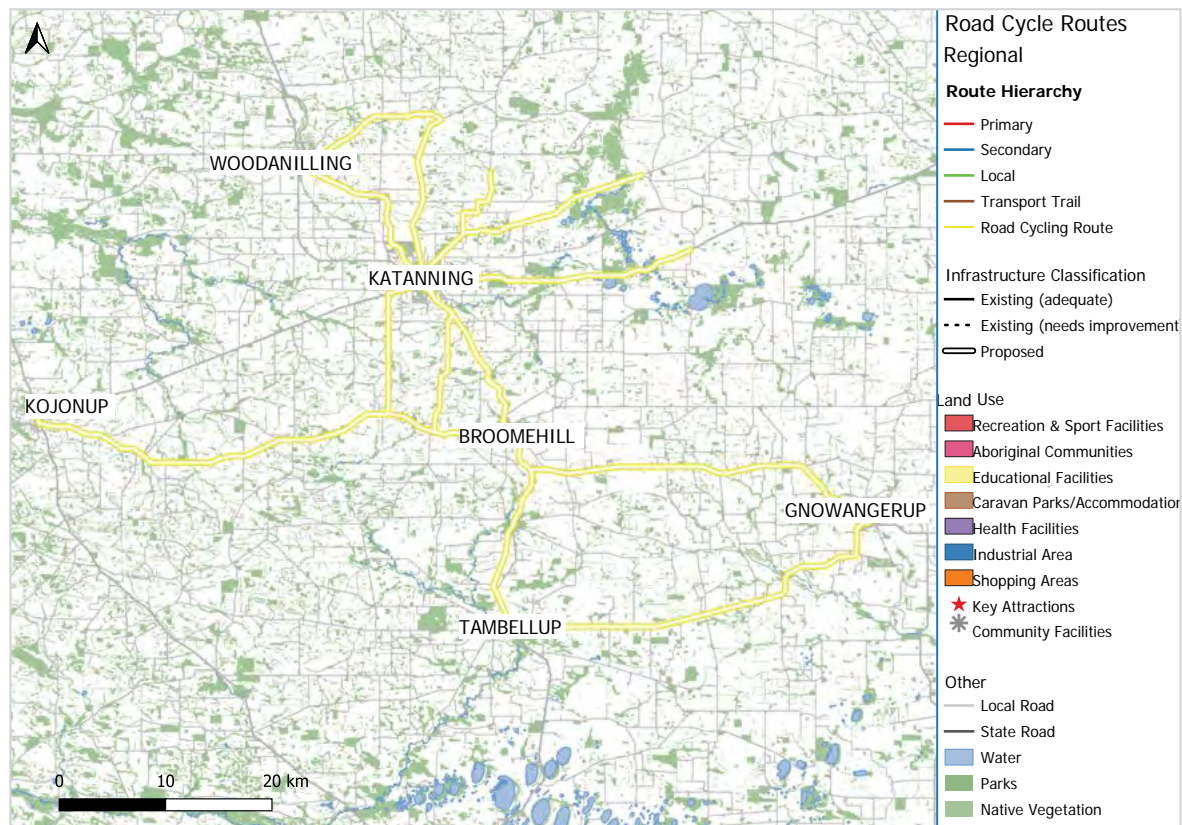 WOODANILLING
KATANNING
KOJONUP
BROOMEHILL
GNOWANGERUP
TAMBELLUP
0 10 20 km
Road Cycle Routes
Regional
Route Hierarchy
Primary
Secondary
Local
Transport Trail
Road Cycling Route
Infrastructure Classification
Existing (adequate)
Existing (needs improvement
Proposed
Land Use
Recreation & Sport Facilities
Aboriginal Communities
Educational Facilities
Caravan Parks/Accommodation
Health Facilities
Industrial Area
Shopping Areas
Key Attractions
Community Facilities
Other
Local Road
State Road
Water
Parks
Native Vegetation